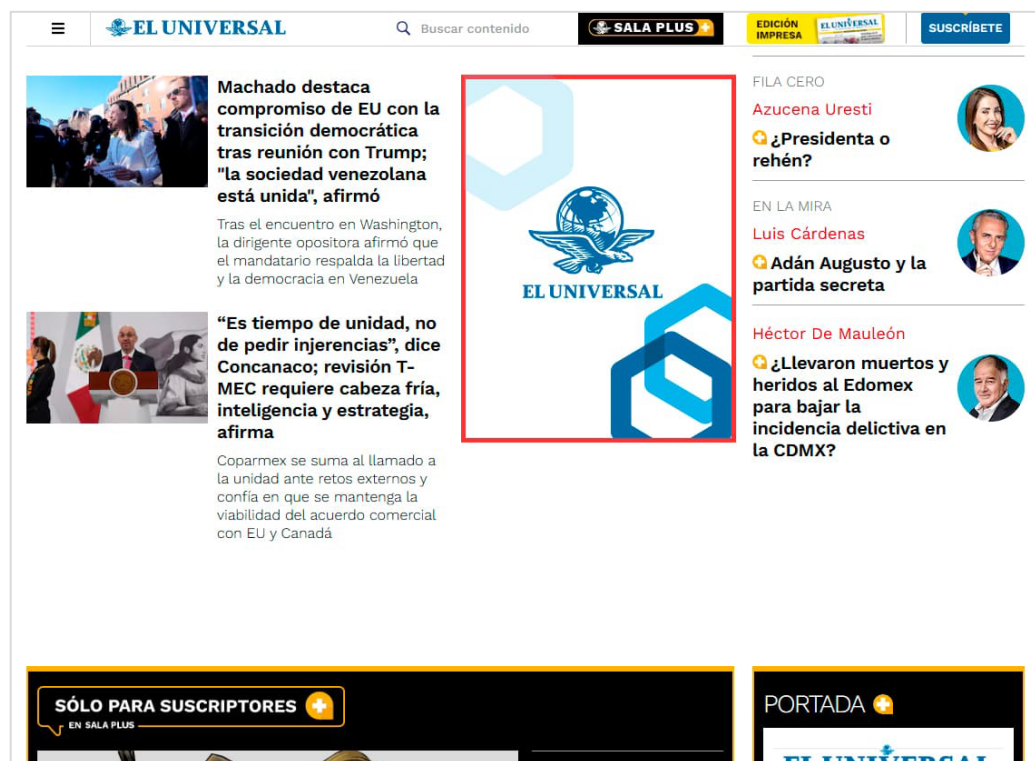 EL UNIVERSAL
Buscar contenido
SALA PLUS
EDICIÓN
IMPRESA
EL UNIVERSAL
SUSCRÍBETE
Machado destaca
compromiso de EU con la
transición democrática
tras reunión con Trump;
"la sociedad venezolana
está unida", afirmó
Tras el encuentro en Washington,
la dirigente opositora afirmó que
el mandatario respalda la libertad
y la democracia en Venezuela
“Es tiempo de unidad, no
de pedir injerencias”, dice
Concanaco; revisión T-
MEC requiere cabeza fría,
inteligencia y estrategia,
afirma
Coparmex se suma al llamado a
la unidad ante retos externos y
confía en que se mantenga la
viabilidad del acuerdo comercial
con EU y Canadá
EL UNIVERSAL
FILA CERO
Azucena Uresti
¿Presidenta o
rehén?
EN LA MIRA
Luis Cárdenas
Adán Augusto y la
partida secreta
Héctor De Mauleón
¿Llevaron muertos y
heridos al Edomex
para bajar la
incidencia delictiva en
la CDMX?
SÓLO PARA SUSCRIPTORES
EN SALA PLUS
PORTADA
EL UNIVERSAL